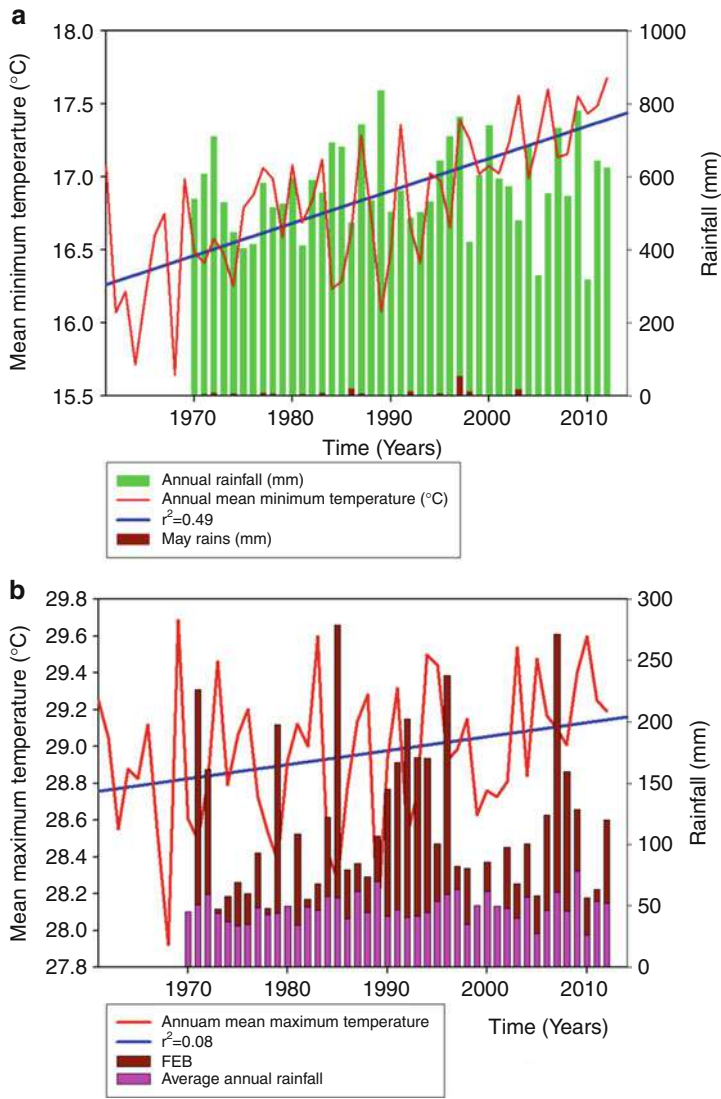 a
18.0
17.5
17.0
16.5
16.0
15.5
Mean minimum temperarture (°C)
1000
800
600
400
200
0
Rainfall (mm)
1970 1980 1990 2000 2010
Time (Years)
Annual rainfall (mm)
Annual mean minimum temperature (°C)
r²=0.49
May rains (mm)
b
29.8
29.6
29.4
29.2
29.0
28.8
28.6
28.4
28.2
28.0
27.8
Mean maximum temperature (°C)
300
250
200
150
100
50
0
Rainfall (mm)
1970 1980 1990 2000 2010
Time (Years)
Annuam mean maximum temperature
r²=0.08
FEB
Average annual rainfall